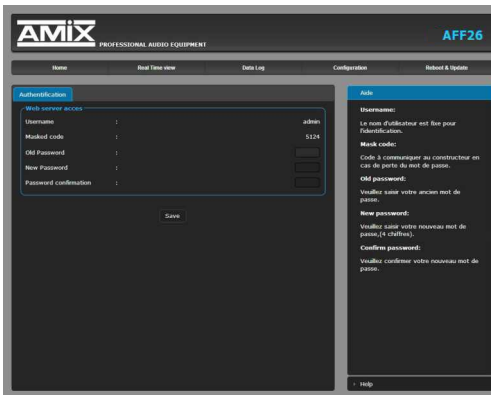 AMIX PROFESSIONAL AUDIO EQUIPMENT
AFF26
Home Real Time view Data Log Configuration Reboot & Update
Authentification
Web server acces
Username : admin
Masked code : 5124
Old Password :
New Password :
Password confirmation :
Save
Aide
Username:
Le nom d'utilisateur est fixe pour
l'identification.
Mask code:
Code à communiquer au constructeur en
cas de perte du mot de passe.
Old password:
Veuillez saisir votre ancien mot de
passe.
New password:
Veuillez saisir votre nouveau mot de
passe,(4 chiffres).
Confirm password:
Veuillez confirmer votre nouveau mot de
passe.
Help